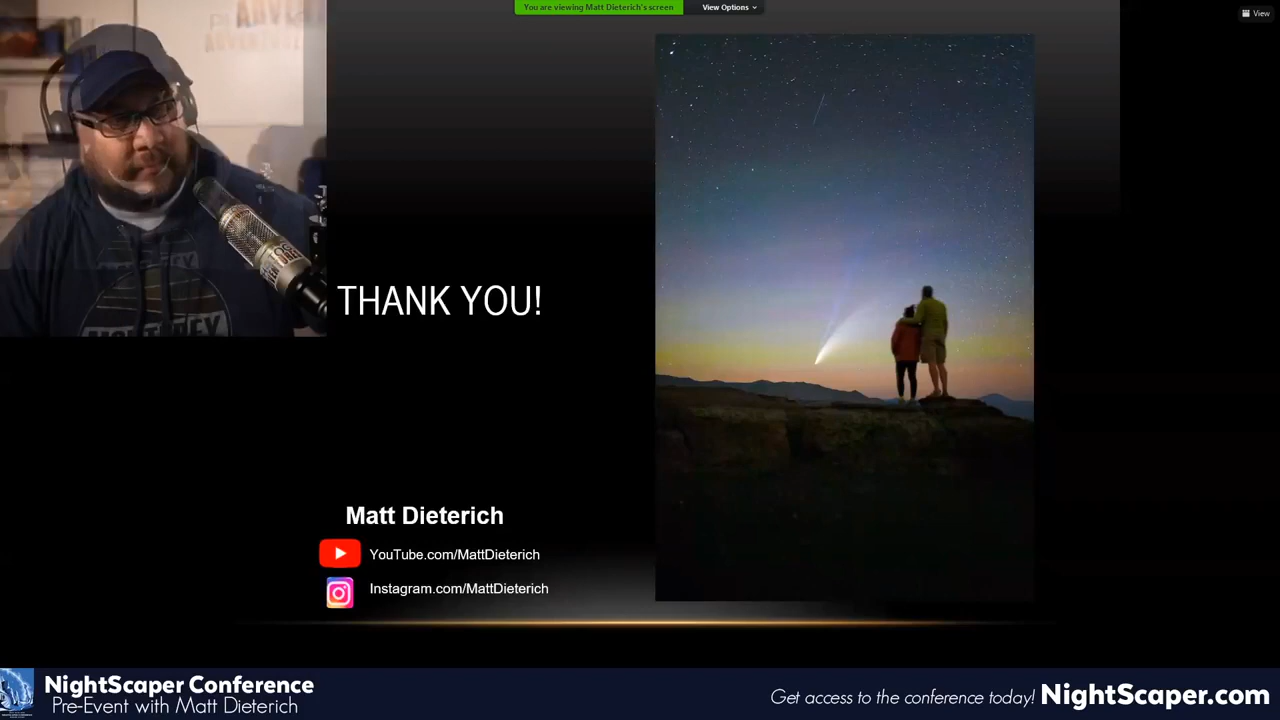 You are viewing Matt Dieterich's screen
View Options
View
THANK YOU!
Matt Dieterich
YouTube.com/MattDieterich
Instagram.com/MattDieterich
NightScaper Conference
Pre-Event with Matt Dieterich
Get access to the conference today! NightScaper.com